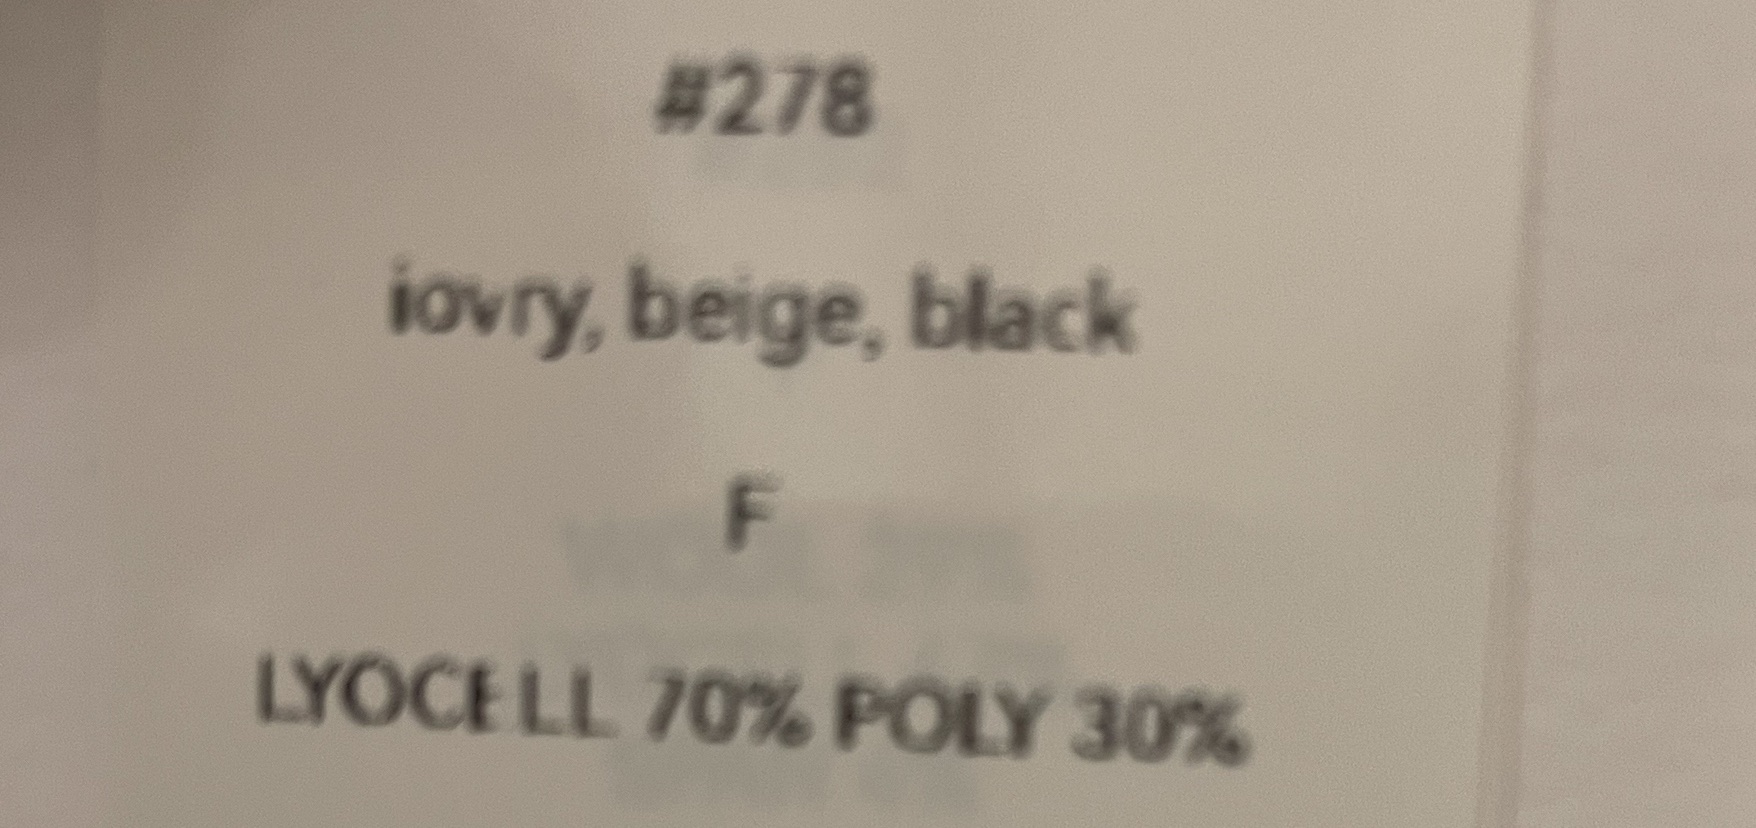 #278
iovry, beige, black
F
LYOCELL 70% POLY 30%